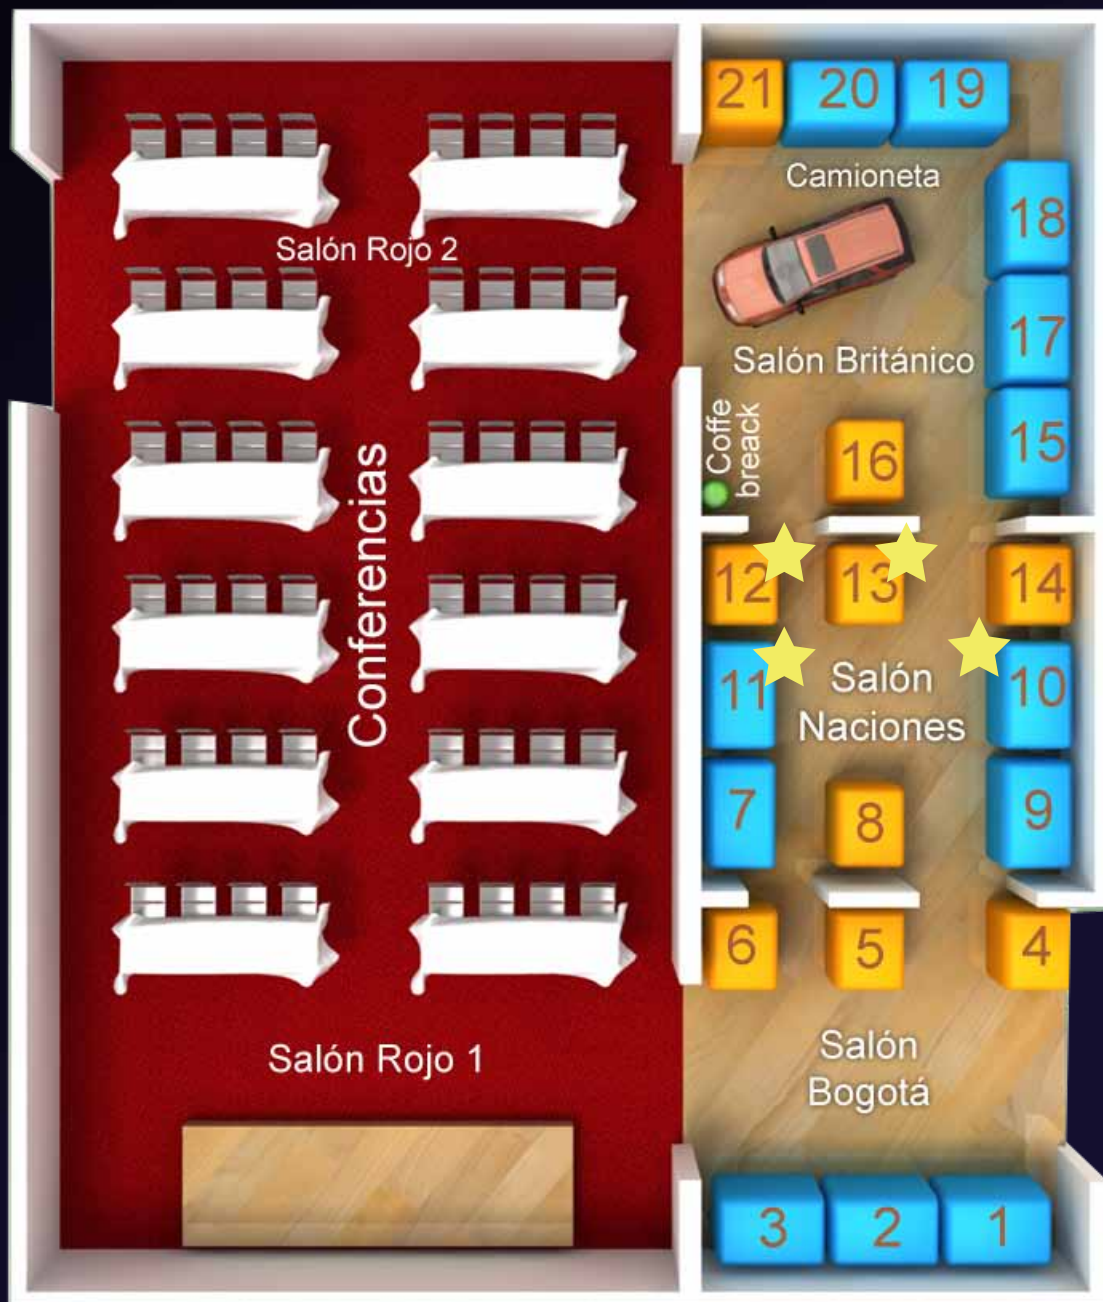 21
20
19
Camioneta
18
Salón Rojo 2
17
Salón Británico
Coffe
breack
15
16
Conferencias
12
13
14
11
Salón
Naciones
10
7
8
9
6
5
4
Salón Rojo 1
Salón
Bogotá
3
2
1